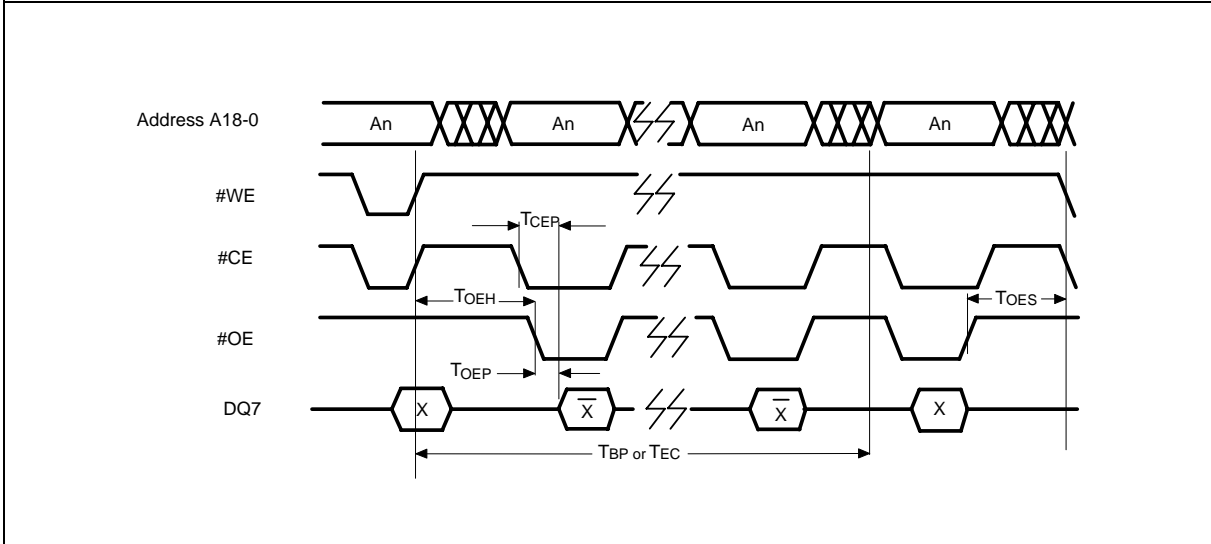 Address A18-0 An An An An
#WE
TCEP
#CE
TOEH TOES
#OE
TOEP
DQ7 X X̅ X̅ X
TBP or TEC